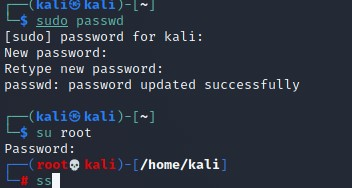 ┌──(kali㉿kali)-[~]
└─$ sudo passwd
[sudo] password for kali:
New password:
Retype new password:
passwd: password updated successfully
┌──(kali㉿kali)-[~]
└─$ su root
Password:
┌──(root💀kali)-[/home/kali]
└─# ss